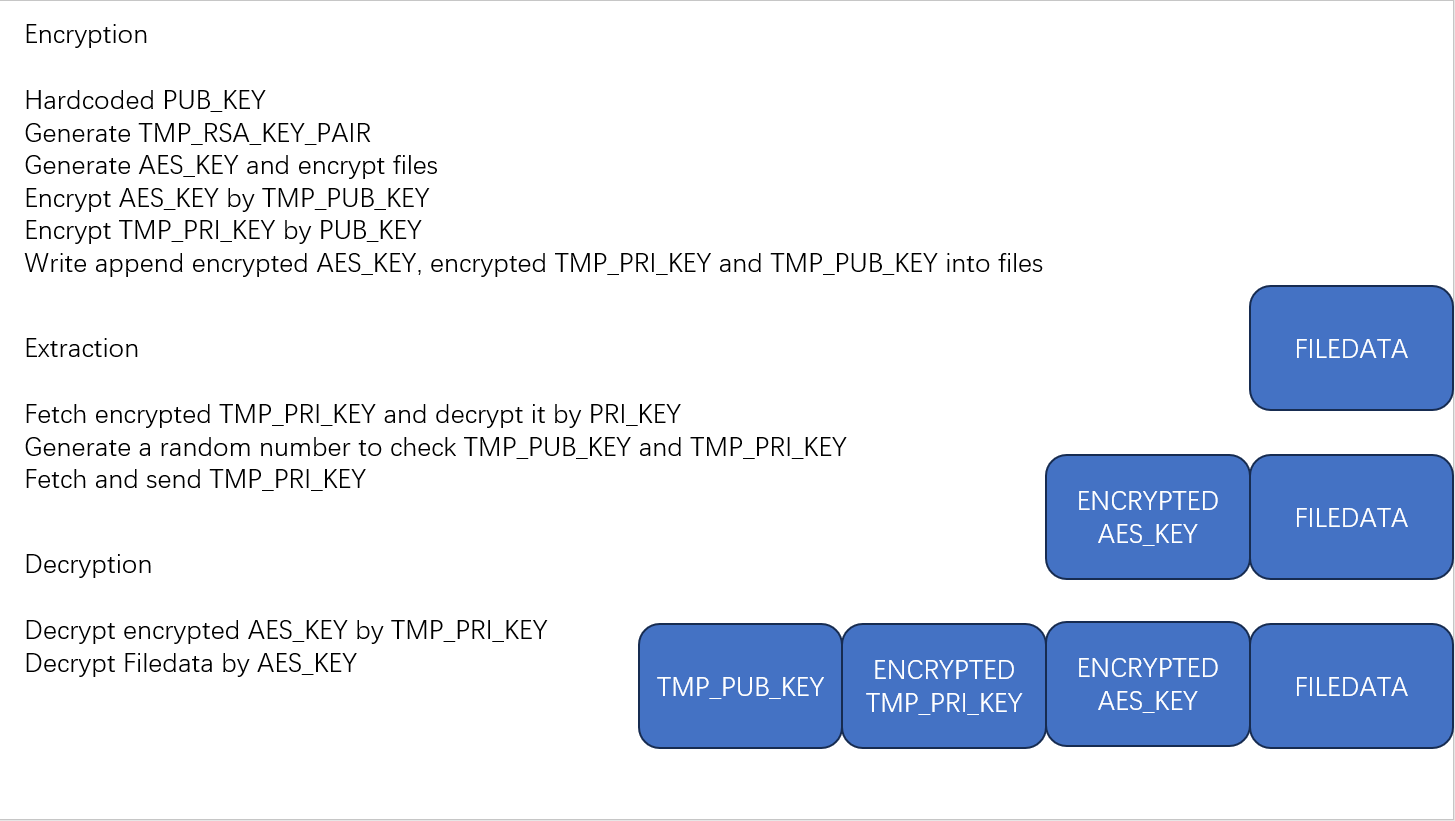 Encryption
Hardcoded PUB_KEY
Generate TMP_RSA_KEY_PAIR
Generate AES_KEY and encrypt files
Encrypt AES_KEY by TMP_PUB_KEY
Encrypt TMP_PRI_KEY by PUB_KEY
Write append encrypted AES_KEY, encrypted TMP_PRI_KEY and TMP_PUB_KEY into files
Extraction
Fetch encrypted TMP_PRI_KEY and decrypt it by PRI_KEY
Generate a random number to check TMP_PUB_KEY and TMP_PRI_KEY
Fetch and send TMP_PRI_KEY
Decryption
Decrypt encrypted AES_KEY by TMP_PRI_KEY
Decrypt Filedata by AES_KEY
FILEDATA
ENCRYPTED
AES_KEY
FILEDATA
TMP_PUB_KEY
ENCRYPTED
TMP_PRI_KEY
ENCRYPTED
AES_KEY
FILEDATA